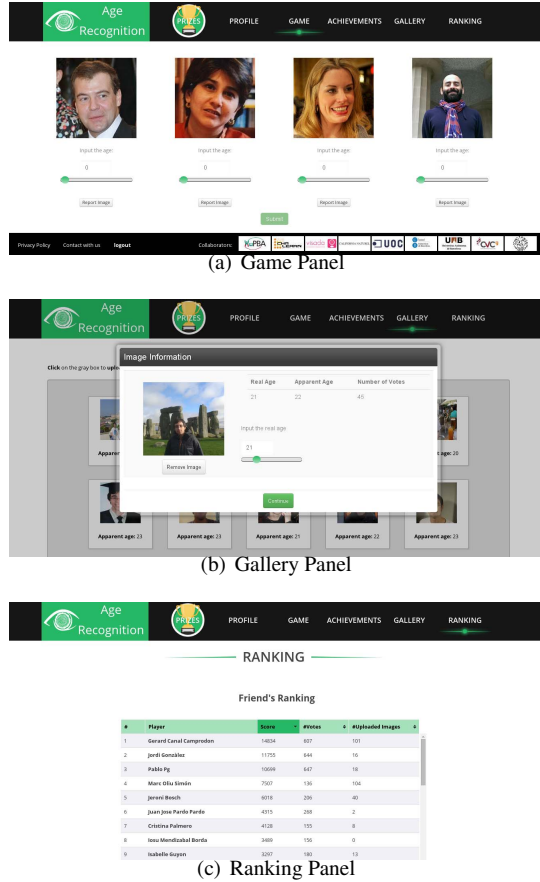 Age
Recognition
PRIZES
PROFILE GAME ACHIEVEMENTS GALLERY RANKING
Input the age: Input the age: Input the age: Input the age:
0 0 0 0
Report Image Report Image Report Image Report Image
Submit
Privacy Policy Contact with us logout Collaborators: UOC UAB CVC
(a) Game Panel
Age
Recognition
PRIZES
PROFILE GAME ACHIEVEMENTS GALLERY RANKING
Click on the gray box to
Image Information
Real Age Apparent Age Number of Votes
21 22 45
Input the real age
21
Remove Image
Continue
age: 20
Apparent age: 23 Apparent age: 23 Apparent age: 21 Apparent age: 22 Apparent age: 23
(b) Gallery Panel
Age
Recognition
PRIZES
PROFILE GAME ACHIEVEMENTS GALLERY RANKING
RANKING
Friend's Ranking
# Player Score #Votes #Uploaded Images
1 Gerard Canal Camprodon 14834 607 101
2 Jordi Gonzàlez 11755 644 16
3 Pablo Pg 10699 647 18
4 Marc Oliu Simón 7507 136 104
5 Jeroni Bosch 6018 206 40
6 Juan Jose Pardo Pardo 4315 268 2
7 Cristina Palmero 4128 155 8
8 Iosu Mendizabal Borda 3489 156 0
9 Isabelle Guyon 3297 180 13
(c) Ranking Panel